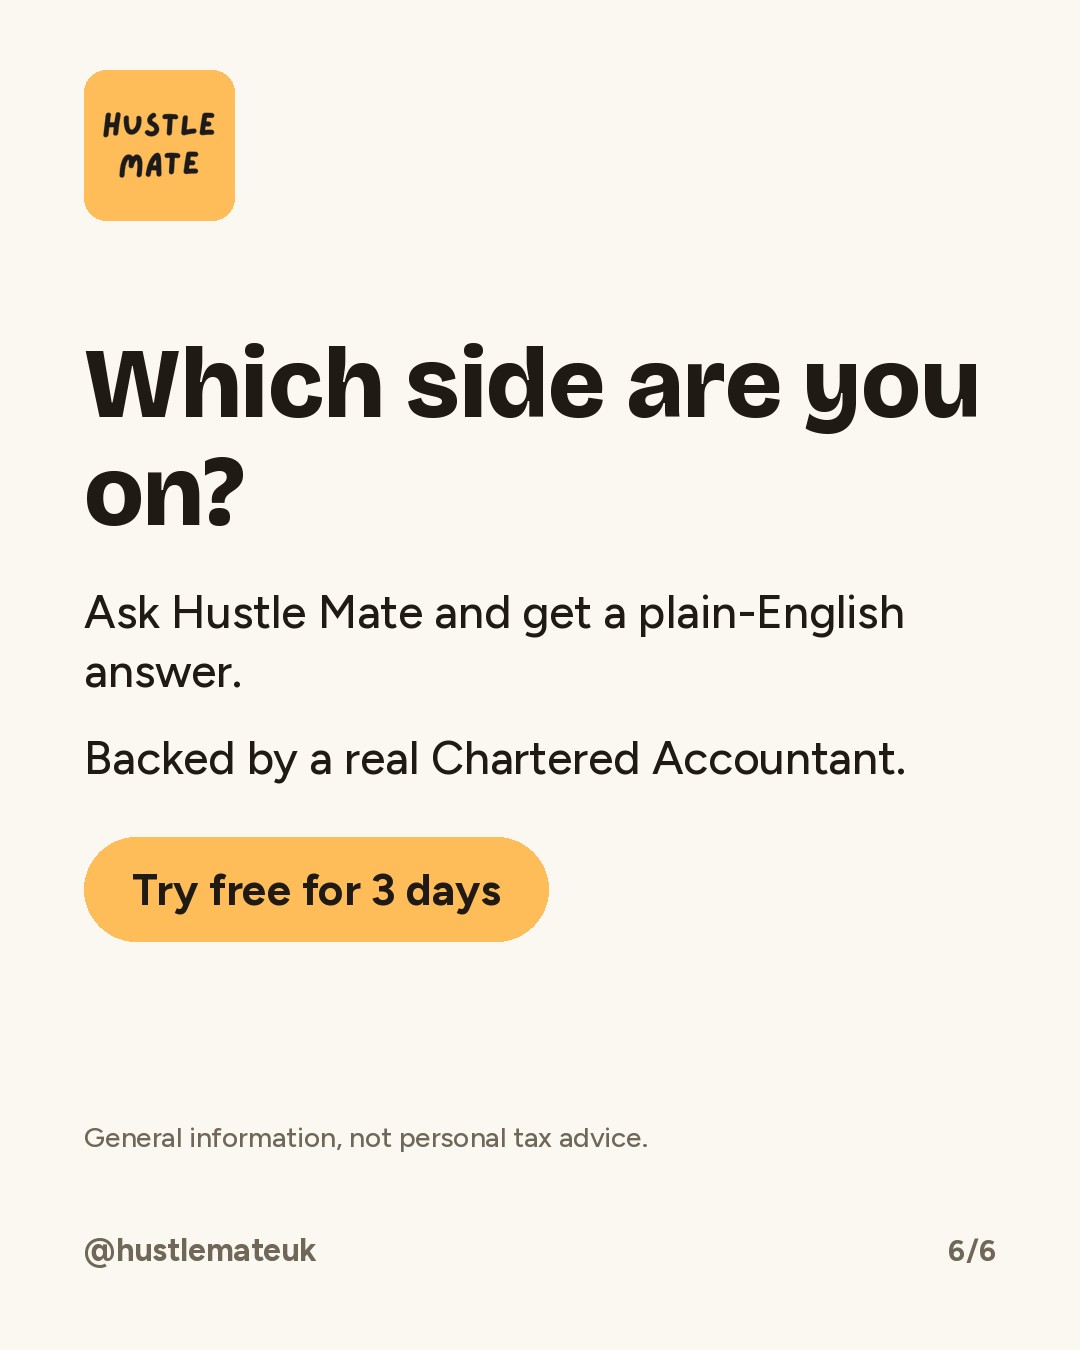 HUSTLE
MATE
Which side are you
on?
Ask Hustle Mate and get a plain-English
answer.
Backed by a real Chartered Accountant.
Try free for 3 days
General information, not personal tax advice.
@hustlemateuk
6/6